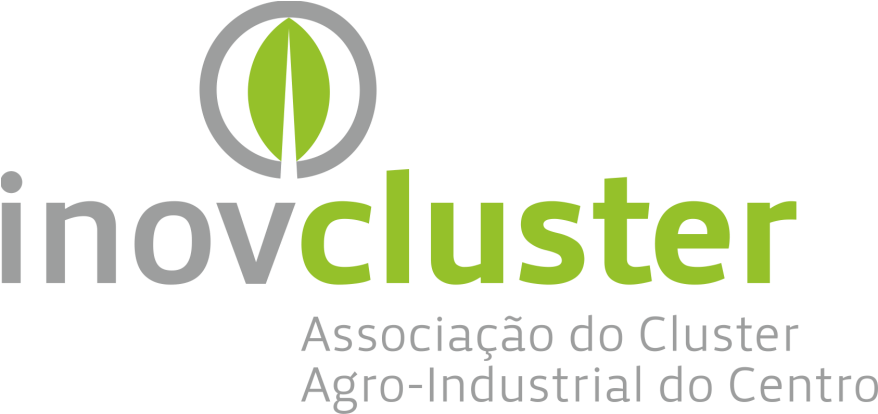 inovcluster
Associação do Cluster
Agro-Industrial do Centro